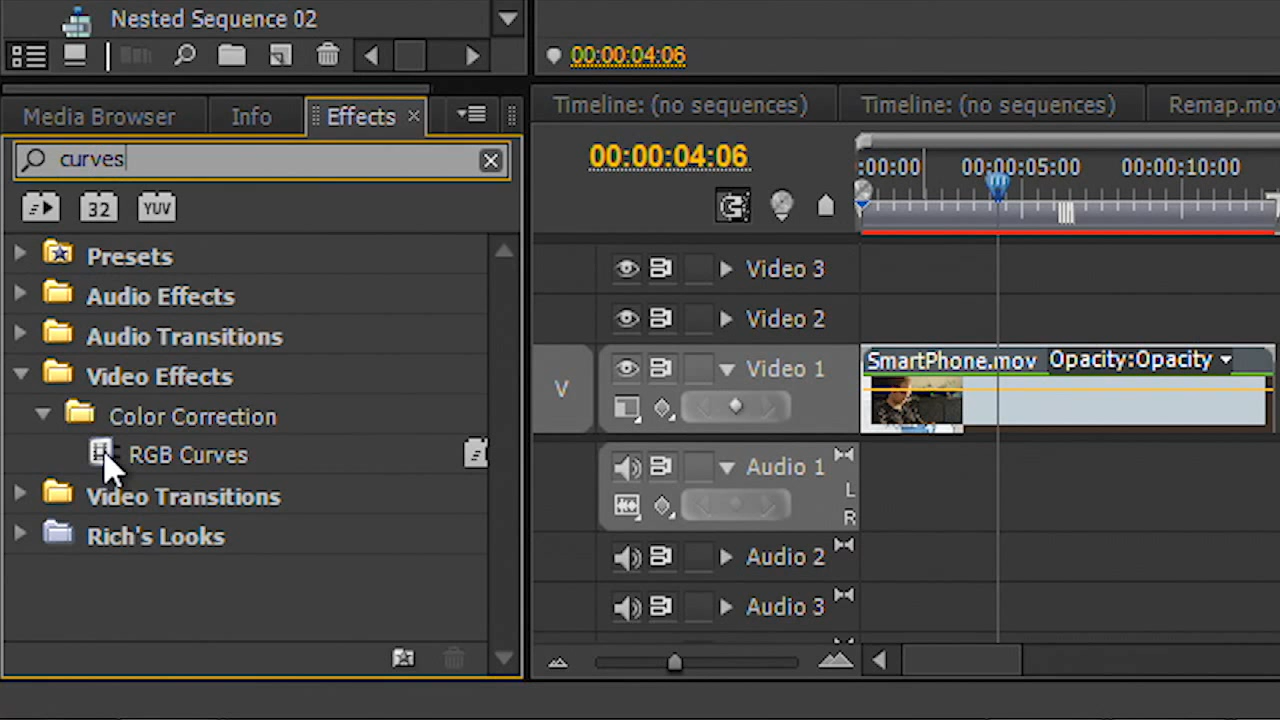 Nested Sequence 02
00:00:04:06
Media Browser
Info
Effects
curves
32
YUV
Presets
Audio Effects
Audio Transitions
Video Effects
Color Correction
RGB Curves
Video Transitions
Rich's Looks
Timeline: (no sequences)
Timeline: (no sequences)
Remap.mov
00:00:04:06
:00:00
00:00:05:00
00:00:10:00
Video 3
Video 2
V
Video 1
SmartPhone.mov Opacity:Opacity
Audio 1
L
R
Audio 2
Audio 3